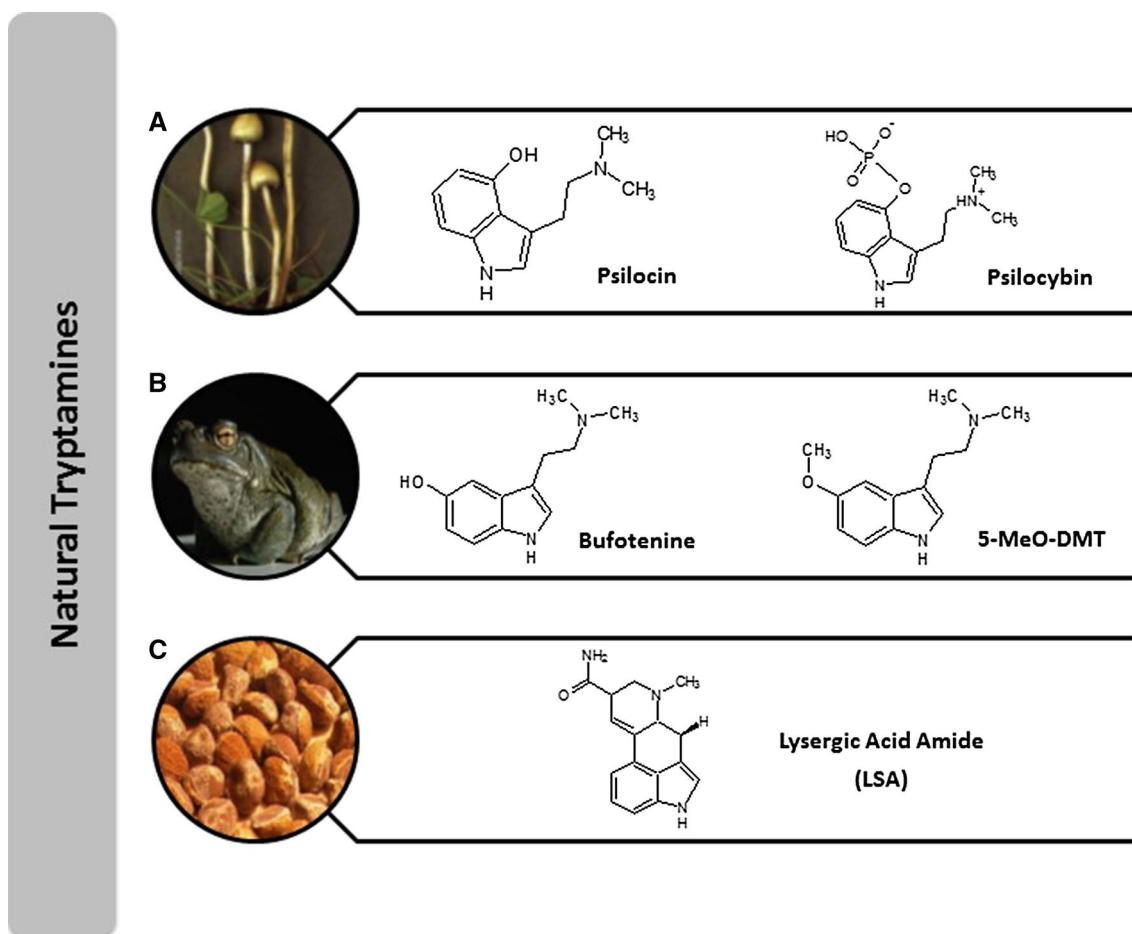 Natural Tryptamines
A
OH
CH₃
N
CH₃
N
H
Psilocin
HO
O⁻
P
O
O
CH₃
HN⁺
CH₃
N
H
Psilocybin
B
H₃C
N
CH₃
HO
N
H
Bufotenine
H₃C
N
CH₃
CH₃
O
N
H
5-MeO-DMT
C
NH₂
O
N
CH₃
H
N
H
Lysergic Acid Amide
(LSA)